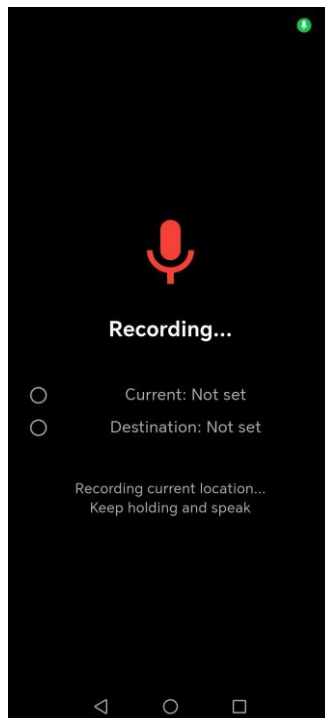 Recording...
Current: Not set
Destination: Not set
Recording current location...
Keep holding and speak